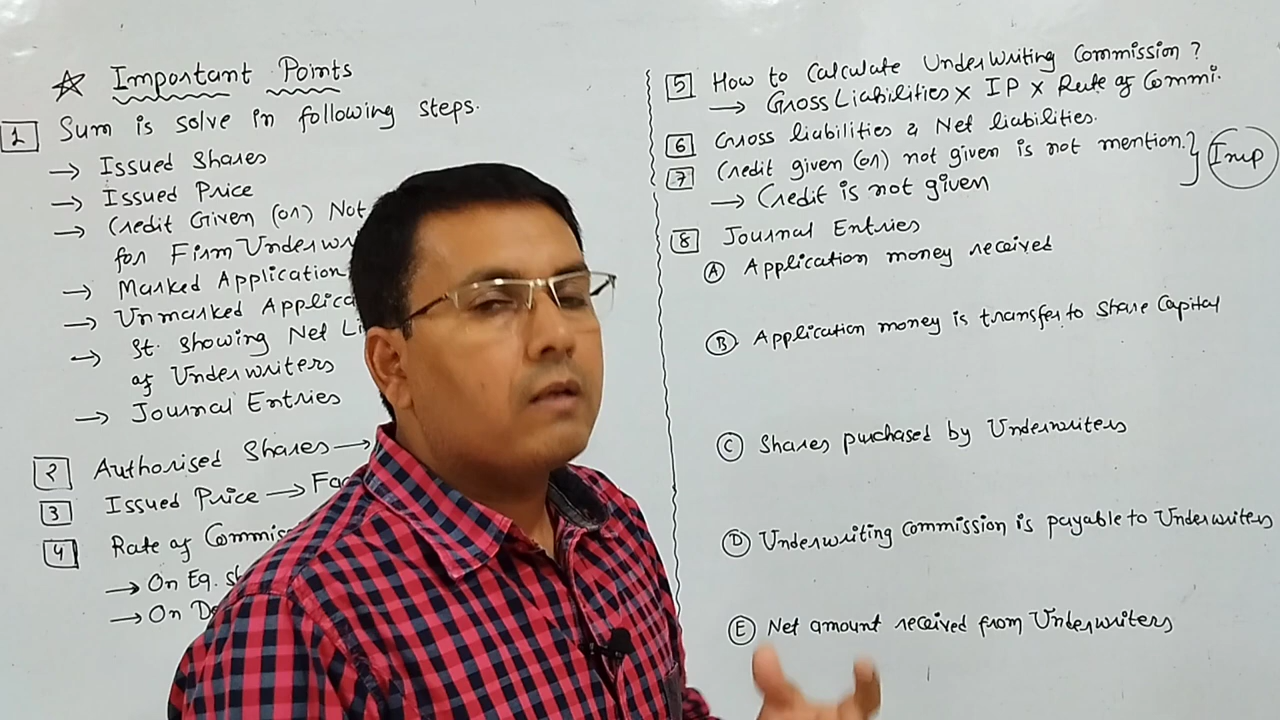 ☆ Important Points
1 Sum is solve in following steps.
→ Issued Shares
→ Issued Price
→ Credit Given (or) Not
for Firm Underw
→ Marked Application
→ Unmarked Applica
→ St. showing Net Li
of Underwriters
→ Journal Entries
2 Authorised Shares →
3 Issued Price → Fac
4 Rate of Commis
→ On Eq. s
→ On De
5 How to Calculate Underwriting Commission?
→ Gross Liabilities × IP × Rate of Commi.
6 Gross liabilities & Net liabilities.
7 Credit given (or) not given is not mention. } Imp
→ Credit is not given
8 Journal Entries
A Application money received
B Application money is transfer to Share Capital
C Shares purchased by Underwriters
D Underwriting commission is payable to Underwriters
E Net amount received from Underwriters